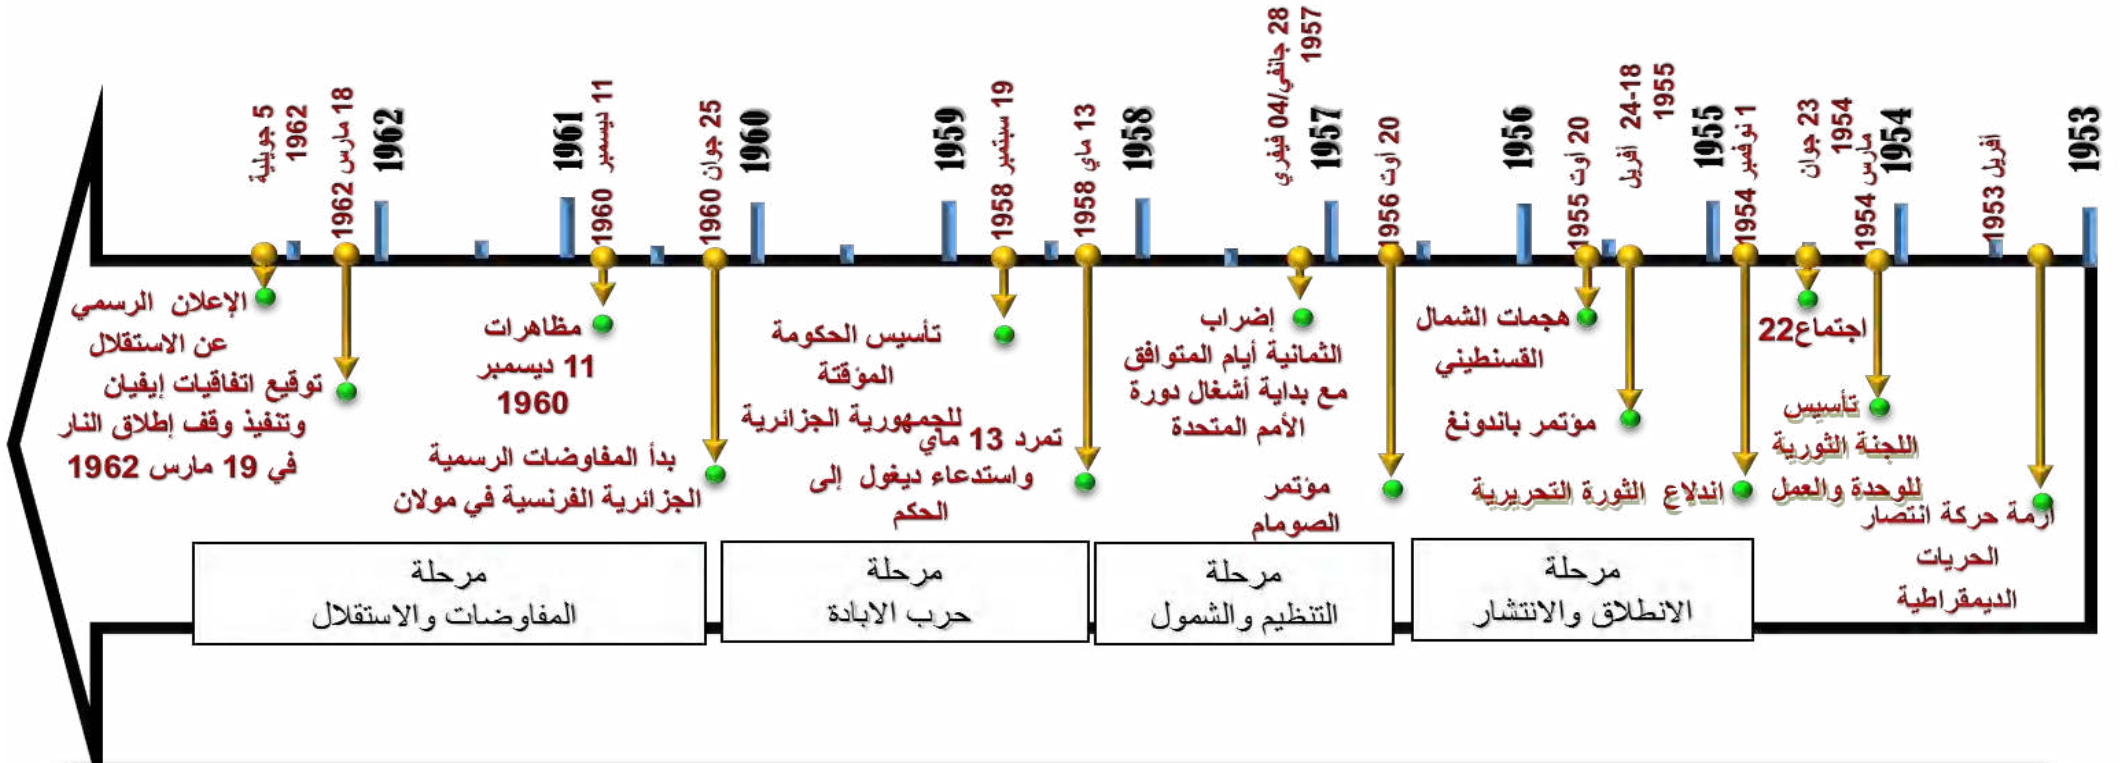 1953
أفريل 1953
1954
مارس 1954
23 جوان
1954
1 نوفمبر 1954
1955
18-24 أفريل
1955
20 أوت 1955
1956
20 أوت 1956
1957
28 جانفي/04 فيفري
1957
1958
13 ماي 1958
19 سبتمبر 1958
1959
1960
25 جوان 1960
11 ديسمبر 1960
1961
1962
18 مارس 1962
5 جويلية
1962
أزمة حركة انتصار
الحريات
الديمقراطية
تأسيس
اللجنة الثورية
للوحدة والعمل
اجتماع22
اندلاع الثورة التحريرية
مؤتمر باندونغ
هجمات الشمال
القسنطيني
مؤتمر
الصومام
إضراب
الثمانية أيام المتوافق
مع بداية أشغال دورة
الأمم المتحدة
تمرد 13 ماي
واستدعاء ديغول إلى
الحكم
تأسيس الحكومة
المؤقتة
للجمهورية الجزائرية
بدأ المفاوضات الرسمية
الجزائرية الفرنسية في مولان
مظاهرات
11 ديسمبر
1960
توقيع اتفاقيات إيفيان
وتنفيذ وقف إطلاق النار
في 19 مارس 1962
الإعلان الرسمي
عن الاستقلال
مرحلة
الانطلاق والانتشار
مرحلة
التنظيم والشمول
مرحلة
حرب الابادة
مرحلة
المفاوضات والاستقلال